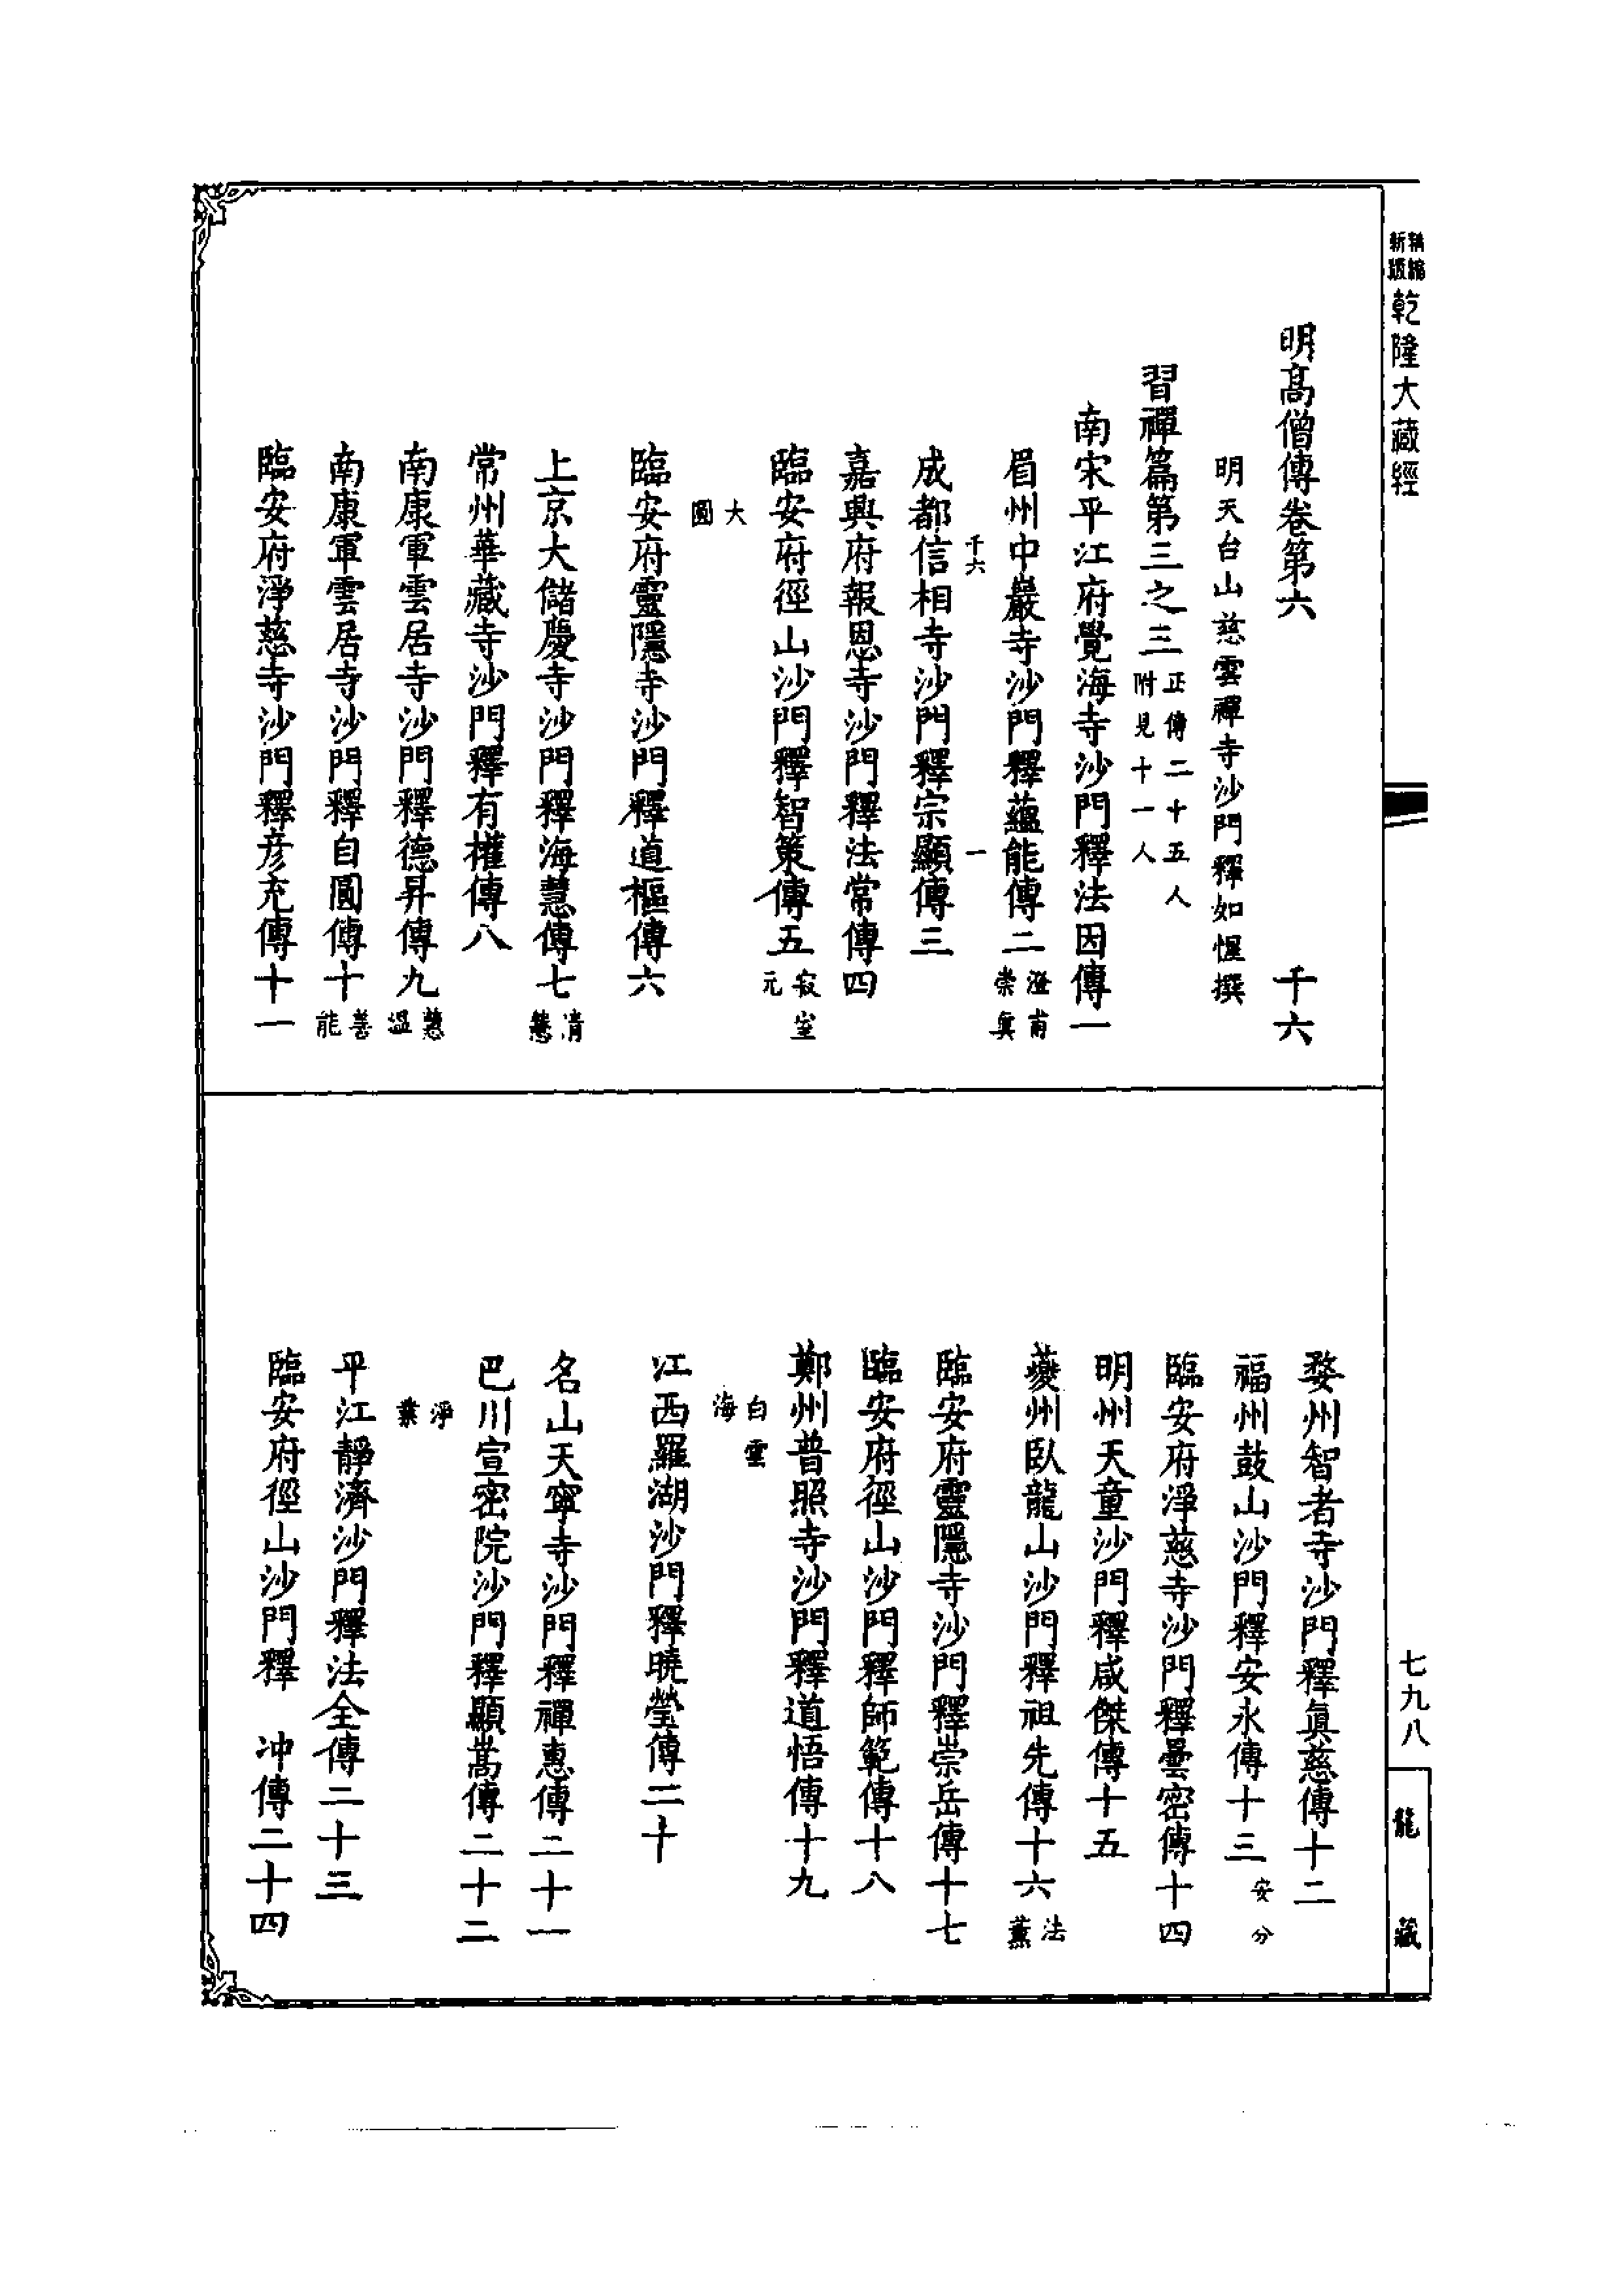 新版 精縮 乾隆大藏經
明高僧傳卷第六 千六
明天台山慈雲禪寺沙門釋如惺撰
習禪篇第三之三 正傳二十五人 附見十一人
南宋平江府覺海寺沙門釋法因傳一
眉州中巖寺沙門釋蘊能傳二 澄甫 崇真
千六 一
成都信相寺沙門釋宗顯傳三
嘉興府報恩寺沙門釋法常傳四
臨安府徑山沙門釋智策傳五 寂室 元
大圓
臨安府靈隱寺沙門釋道樞傳六
上京大儲慶寺沙門釋海慧傳七 清慧
常州華藏寺沙門釋有權傳八
南康軍雲居寺沙門釋德昇傳九 慧溫
南康軍雲居寺沙門釋自圓傳十 善能
臨安府淨慈寺沙門釋彥充傳十一
婺州智者寺沙門釋真慈傳十二
福州鼓山沙門釋安永傳十三 安分
臨安府淨慈寺沙門釋曇密傳十四
明州天童沙門釋咸傑傳十五
夔州臥龍山沙門釋祖先傳十六 法薰
臨安府靈隱寺沙門釋崇岳傳十七
臨安府徑山沙門釋師範傳十八
鄭州普照寺沙門釋道悟傳十九
白雲 海
江西羅湖沙門釋曉瑩傳二十
名山天寧寺沙門釋禪惠傳二十一
巴川宣密院沙門釋顯嵩傳二十二
淨業
平江靜濟沙門釋法全傳二十三
臨安府徑山沙門釋 冲傳二十四
七九八
龍藏